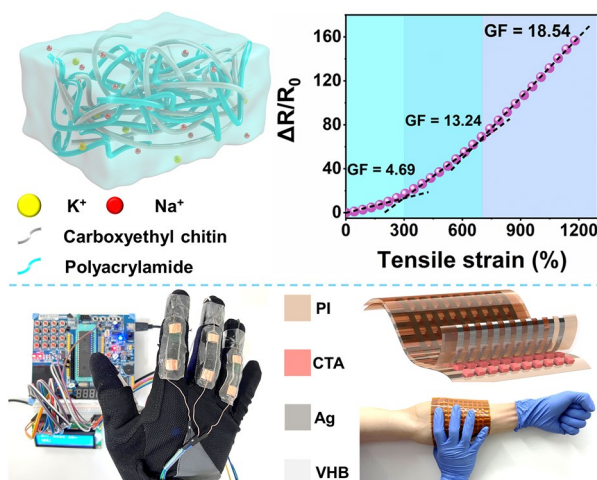 K⁺
Na⁺
Carboxyethyl chitin
Polyacrylamide
ΔR/R₀
160
120
80
40
0
GF = 18.54
GF = 13.24
GF = 4.69
0 300 600 900 1200
Tensile strain (%)
PI
CTA
Ag
VHB